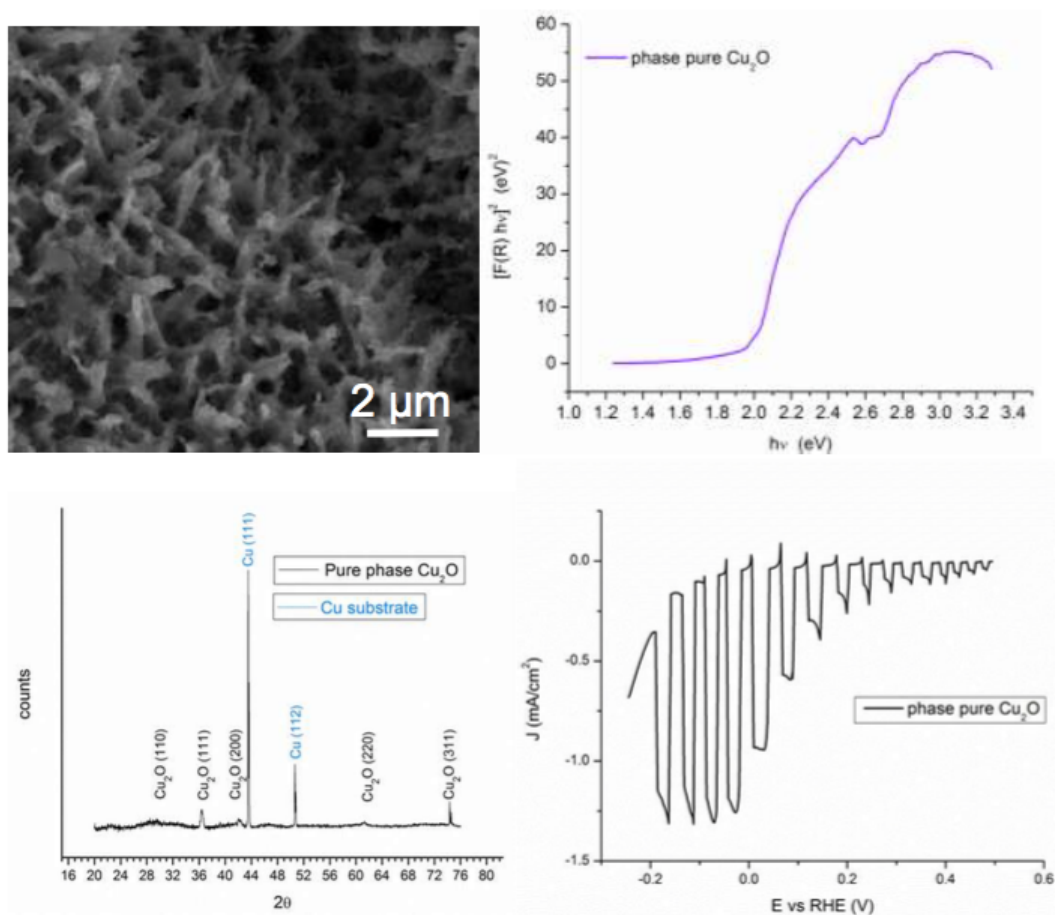 2 µm
60
50
40
30
20
10
0
[F(R) hν]² (eV)²
phase pure Cu₂O
1.0 1.2 1.4 1.6 1.8 2.0 2.2 2.4 2.6 2.8 3.0 3.2 3.4
hν (eV)
counts
Cu₂O (110)
Cu₂O (111)
Cu₂O (200)
Cu (111)
Cu (112)
Cu₂O (220)
Cu₂O (311)
Pure phase Cu₂O
Cu substrate
16 20 24 28 32 36 40 44 48 52 56 60 64 68 72 76 80
2θ
0.0
-0.5
-1.0
-1.5
J (mA/cm²)
phase pure Cu₂O
-0.2 0.0 0.2 0.4 0.6
E vs RHE (V)